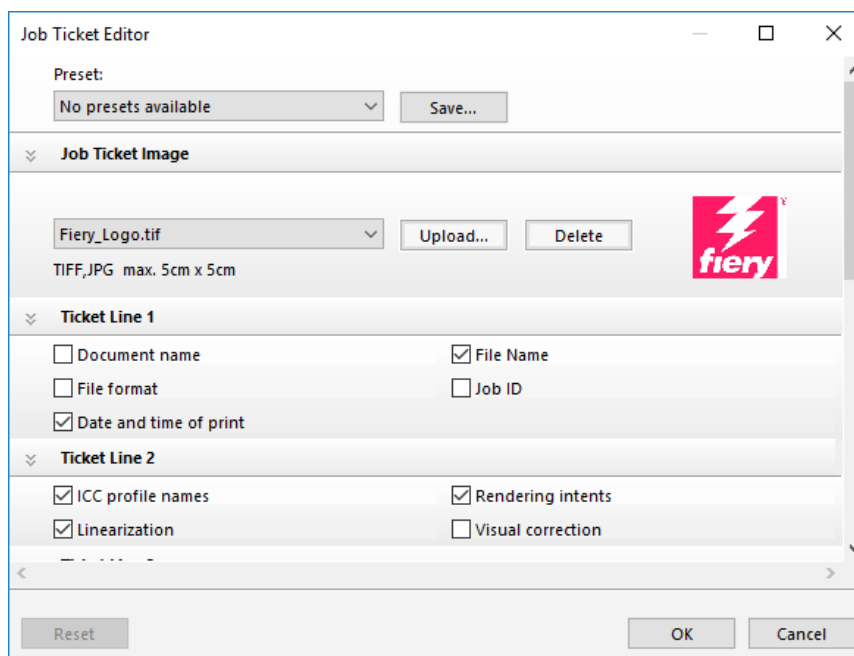 Job Ticket Editor
Preset:
No presets available
Save...
Job Ticket Image
Fiery_Logo.tif
Upload...
Delete
fiery
TIFF,JPG max. 5cm x 5cm
Ticket Line 1
Document name
File Name
File format
Job ID
Date and time of print
Ticket Line 2
ICC profile names
Rendering intents
Linearization
Visual correction
Reset
OK
Cancel